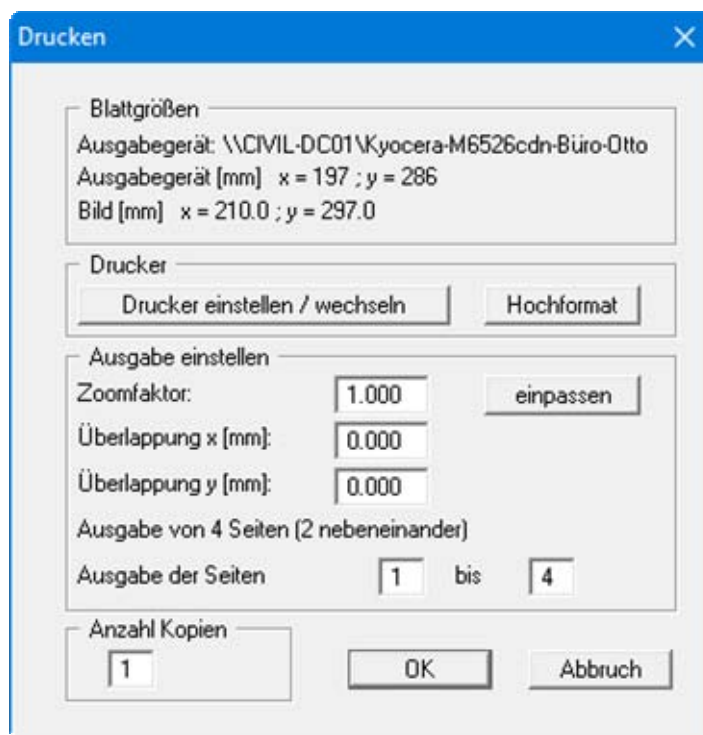 Drucken
Blattgrößen
Ausgabegerät: \\CIVIL-DC01\Kyocera-M6526cdn-Büro-Otto
Ausgabegerät [mm] x = 197 ; y = 286
Bild [mm] x = 210.0 ; y = 297.0
Drucker
Drucker einstellen / wechseln Hochformat
Ausgabe einstellen
Zoomfaktor: 1.000 einpassen
Überlappung x [mm]: 0.000
Überlappung y [mm]: 0.000
Ausgabe von 4 Seiten (2 nebeneinander)
Ausgabe der Seiten 1 bis 4
Anzahl Kopien
1 OK Abbruch